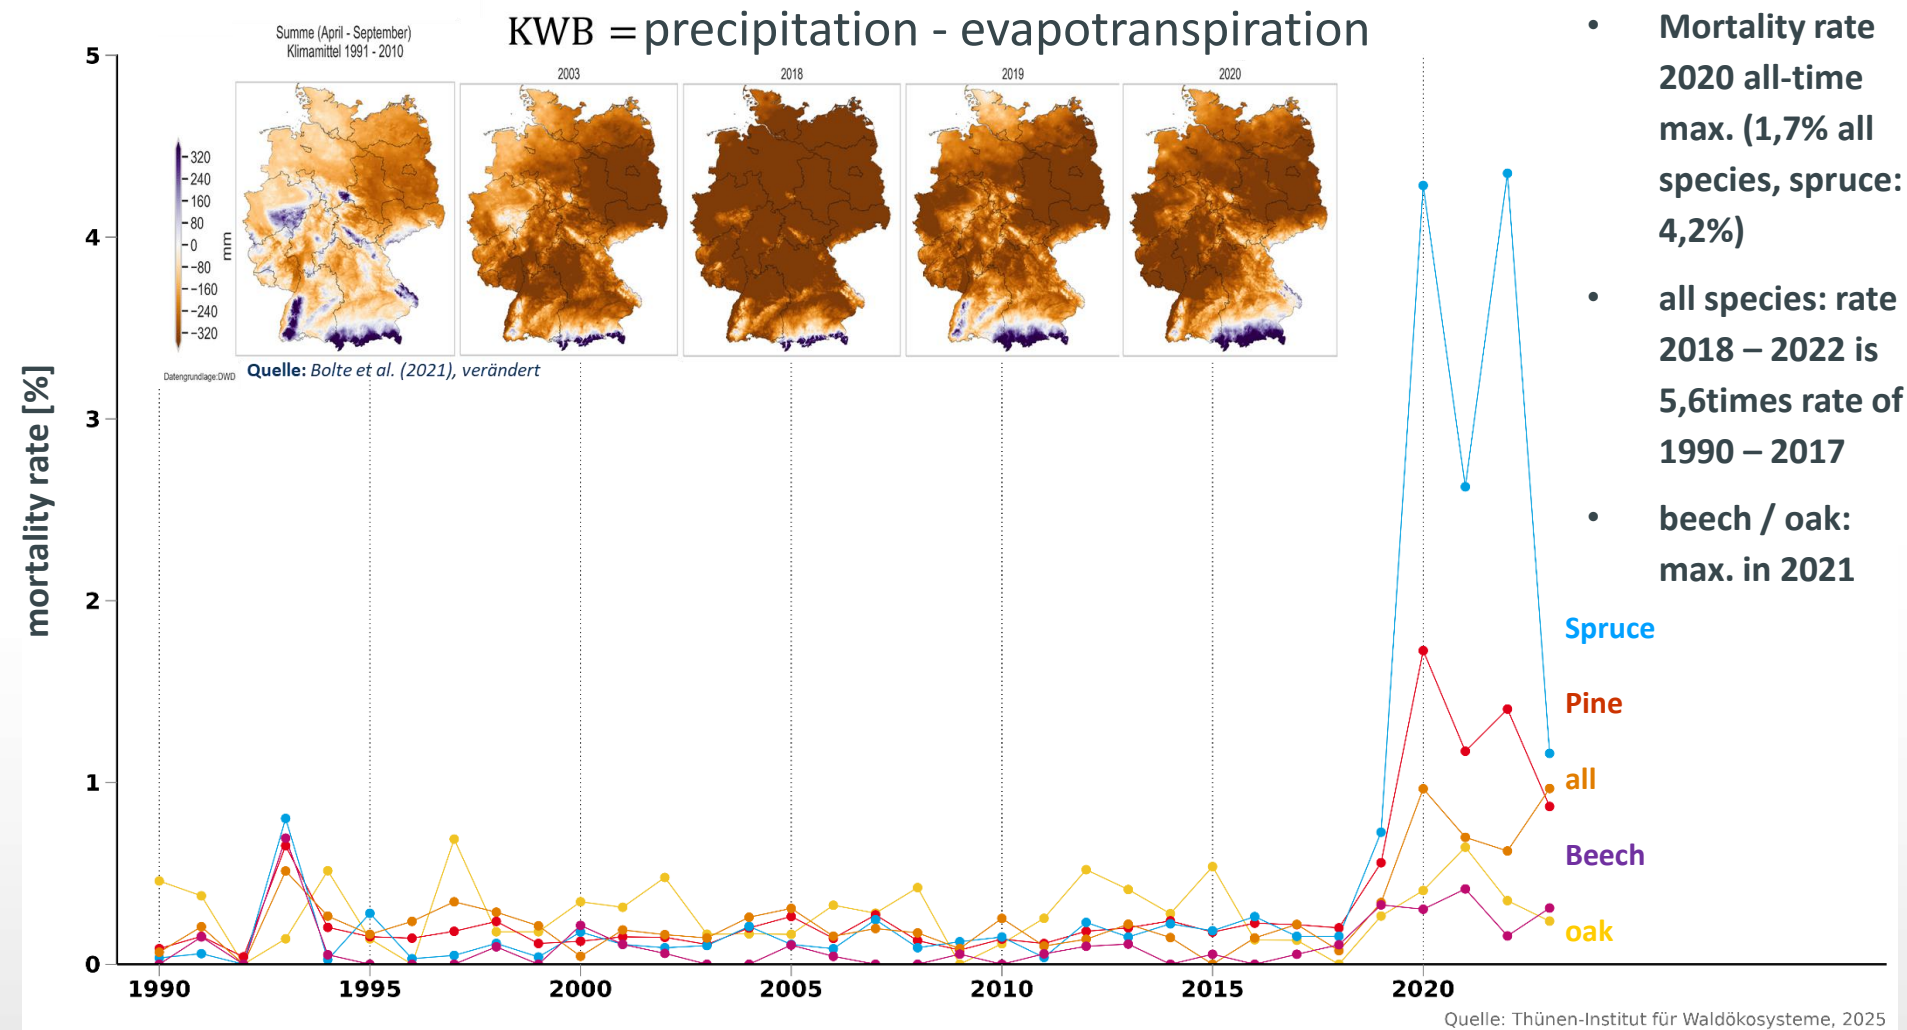 KWB = precipitation - evapotranspiration
Summe (April - September)
Klimamittel 1991 - 2010
2003
2018
2019
2020
320
240
160
80
0
−80
−160
−240
−320
mm
Datengrundlage:DWD
Quelle: Bolte et al. (2021), verändert
mortality rate [%]
5
4
3
2
1
0
1990
1995
2000
2005
2010
2015
2020
• Mortality rate
2020 all-time
max. (1,7% all
species, spruce:
4,2%)
• all species: rate
2018 – 2022 is
5,6times rate of
1990 – 2017
• beech / oak:
max. in 2021
Spruce
Pine
all
Beech
oak
Quelle: Thünen-Institut für Waldökosysteme, 2025